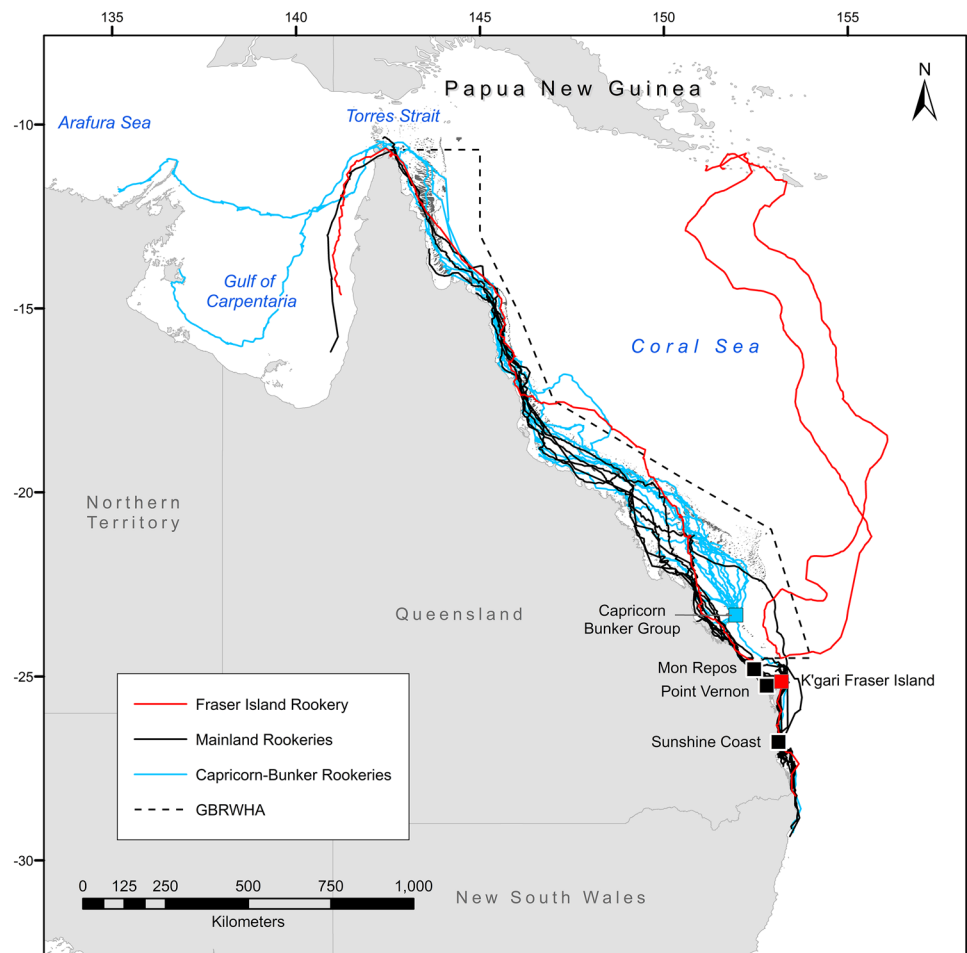 135 140 145 150 155
N
Papua New Guinea
Torres Strait
Arafura Sea
-10
Gulf of
Carpentaria
-15
Coral Sea
-20
Northern
Territory
Queensland
Capricorn
Bunker Group
Mon Repos
-25
K'gari Fraser Island
Point Vernon
Sunshine Coast
Fraser Island Rookery
Mainland Rookeries
Capricorn-Bunker Rookeries
GBRWHA
-30
0 125 250 500 750 1,000
Kilometers
New South Wales